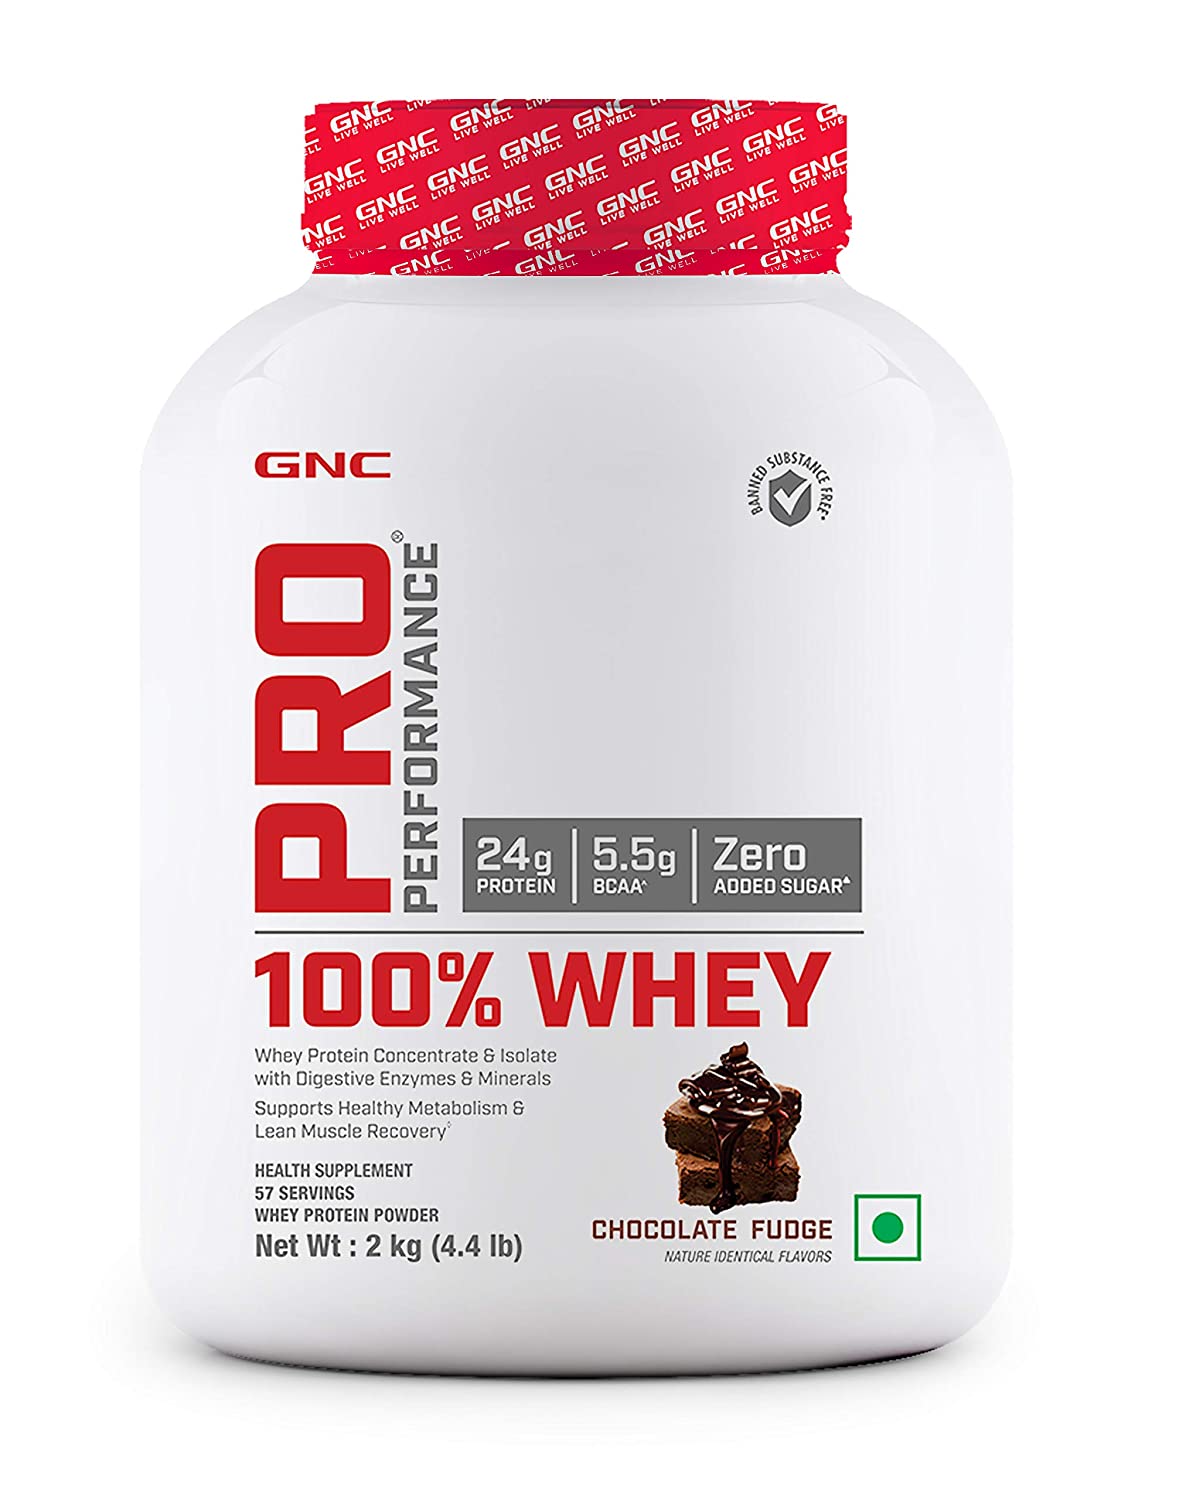 GNC LIVE WELL
GNC
BANNED SUBSTANCE FREE*
PRO®
PERFORMANCE
24g PROTEIN
5.5g BCAA^
Zero ADDED SUGAR▲
100% WHEY
Whey Protein Concentrate & Isolate
with Digestive Enzymes & Minerals
Supports Healthy Metabolism &
Lean Muscle Recovery◊
HEALTH SUPPLEMENT
57 SERVINGS
WHEY PROTEIN POWDER
Net Wt : 2 kg (4.4 lb)
CHOCOLATE FUDGE
NATURE IDENTICAL FLAVORS